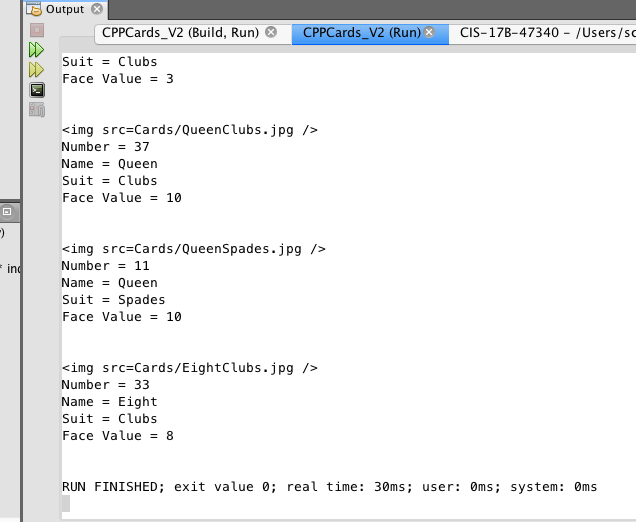 Output
CPPCards_V2 (Build, Run) CPPCards_V2 (Run) CIS-17B-47340 - /Users/
Suit = Clubs
Face Value = 3
<img src=Cards/QueenClubs.jpg />
Number = 37
Name = Queen
Suit = Clubs
Face Value = 10
<img src=Cards/QueenSpades.jpg />
Number = 11
Name = Queen
Suit = Spades
Face Value = 10
<img src=Cards/EightClubs.jpg />
Number = 33
Name = Eight
Suit = Clubs
Face Value = 8
RUN FINISHED; exit value 0; real time: 30ms; user: 0ms; system: 0ms